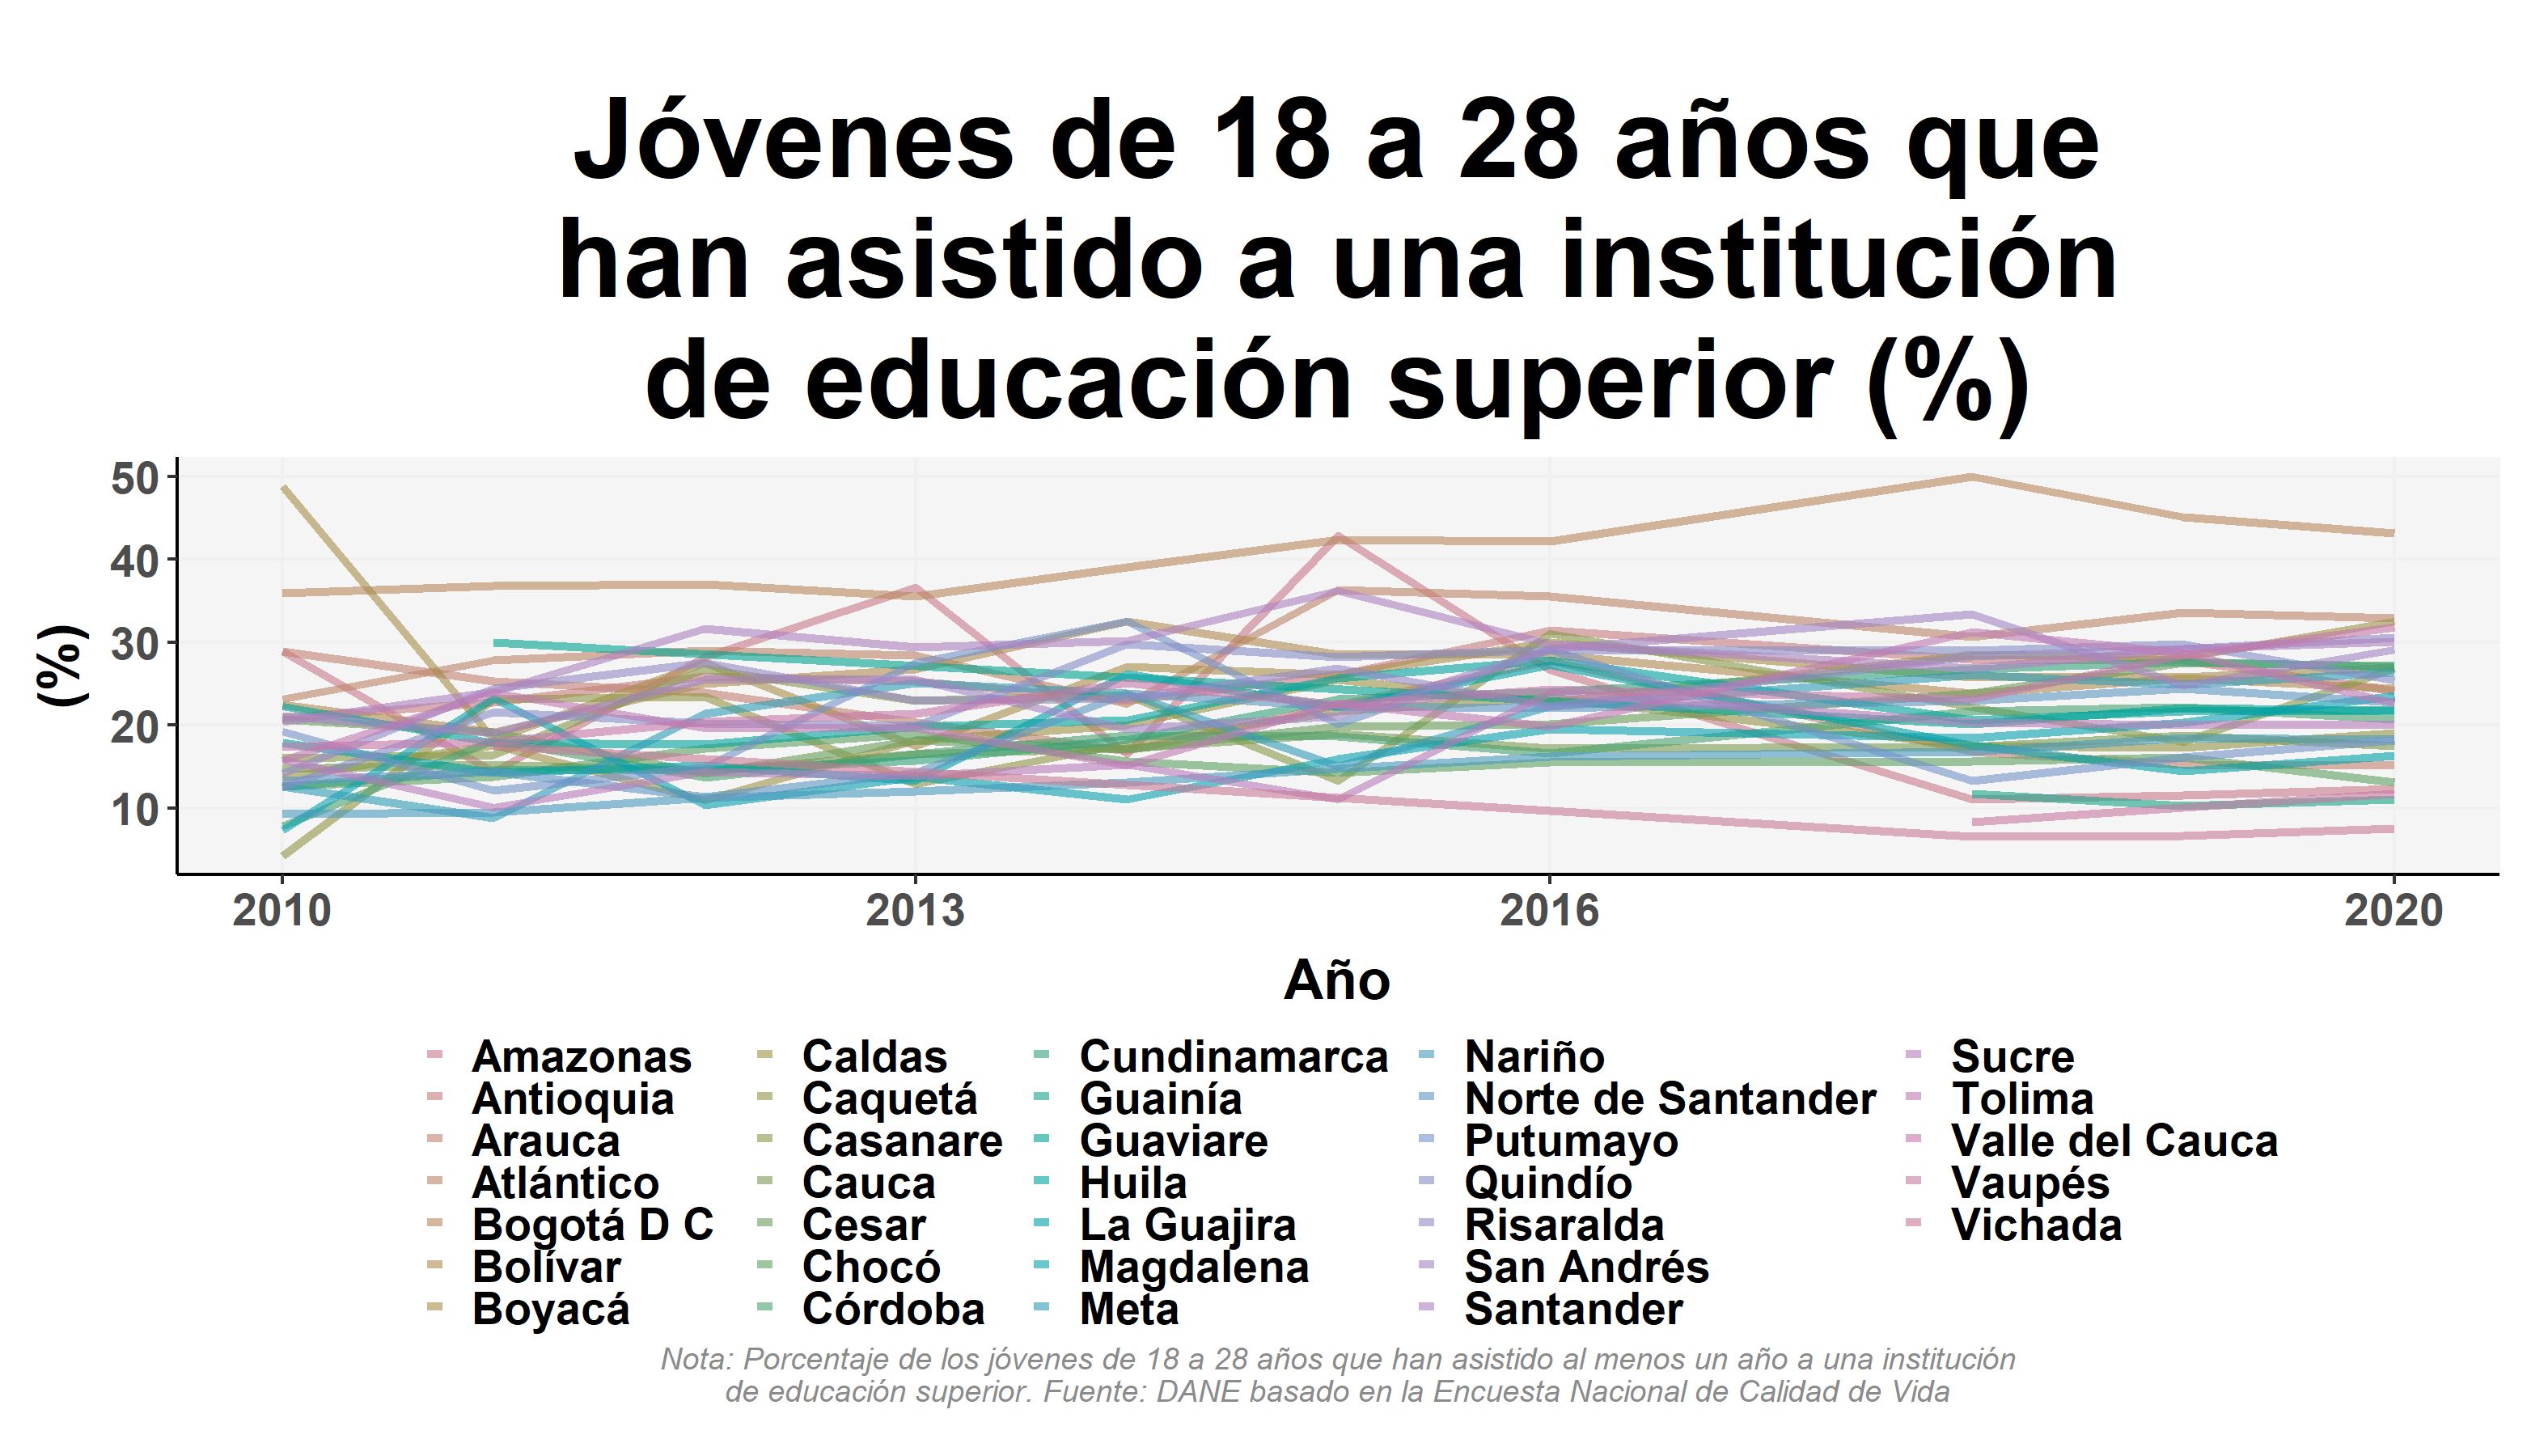 Jóvenes de 18 a 28 años que
han asistido a una institución
de educación superior (%)
(%)
50
40
30
20
10
2010 2013 2016 2020
Año
Amazonas Caldas Cundinamarca Nariño Sucre
Antioquia Caquetá Guainía Norte de Santander Tolima
Arauca Casanare Guaviare Putumayo Valle del Cauca
Atlántico Cauca Huila Quindío Vaupés
Bogotá D C Cesar La Guajira Risaralda Vichada
Bolívar Chocó Magdalena San Andrés
Boyacá Córdoba Meta Santander
Nota: Porcentaje de los jóvenes de 18 a 28 años que han asistido al menos un año a una institución
de educación superior. Fuente: DANE basado en la Encuesta Nacional de Calidad de Vida